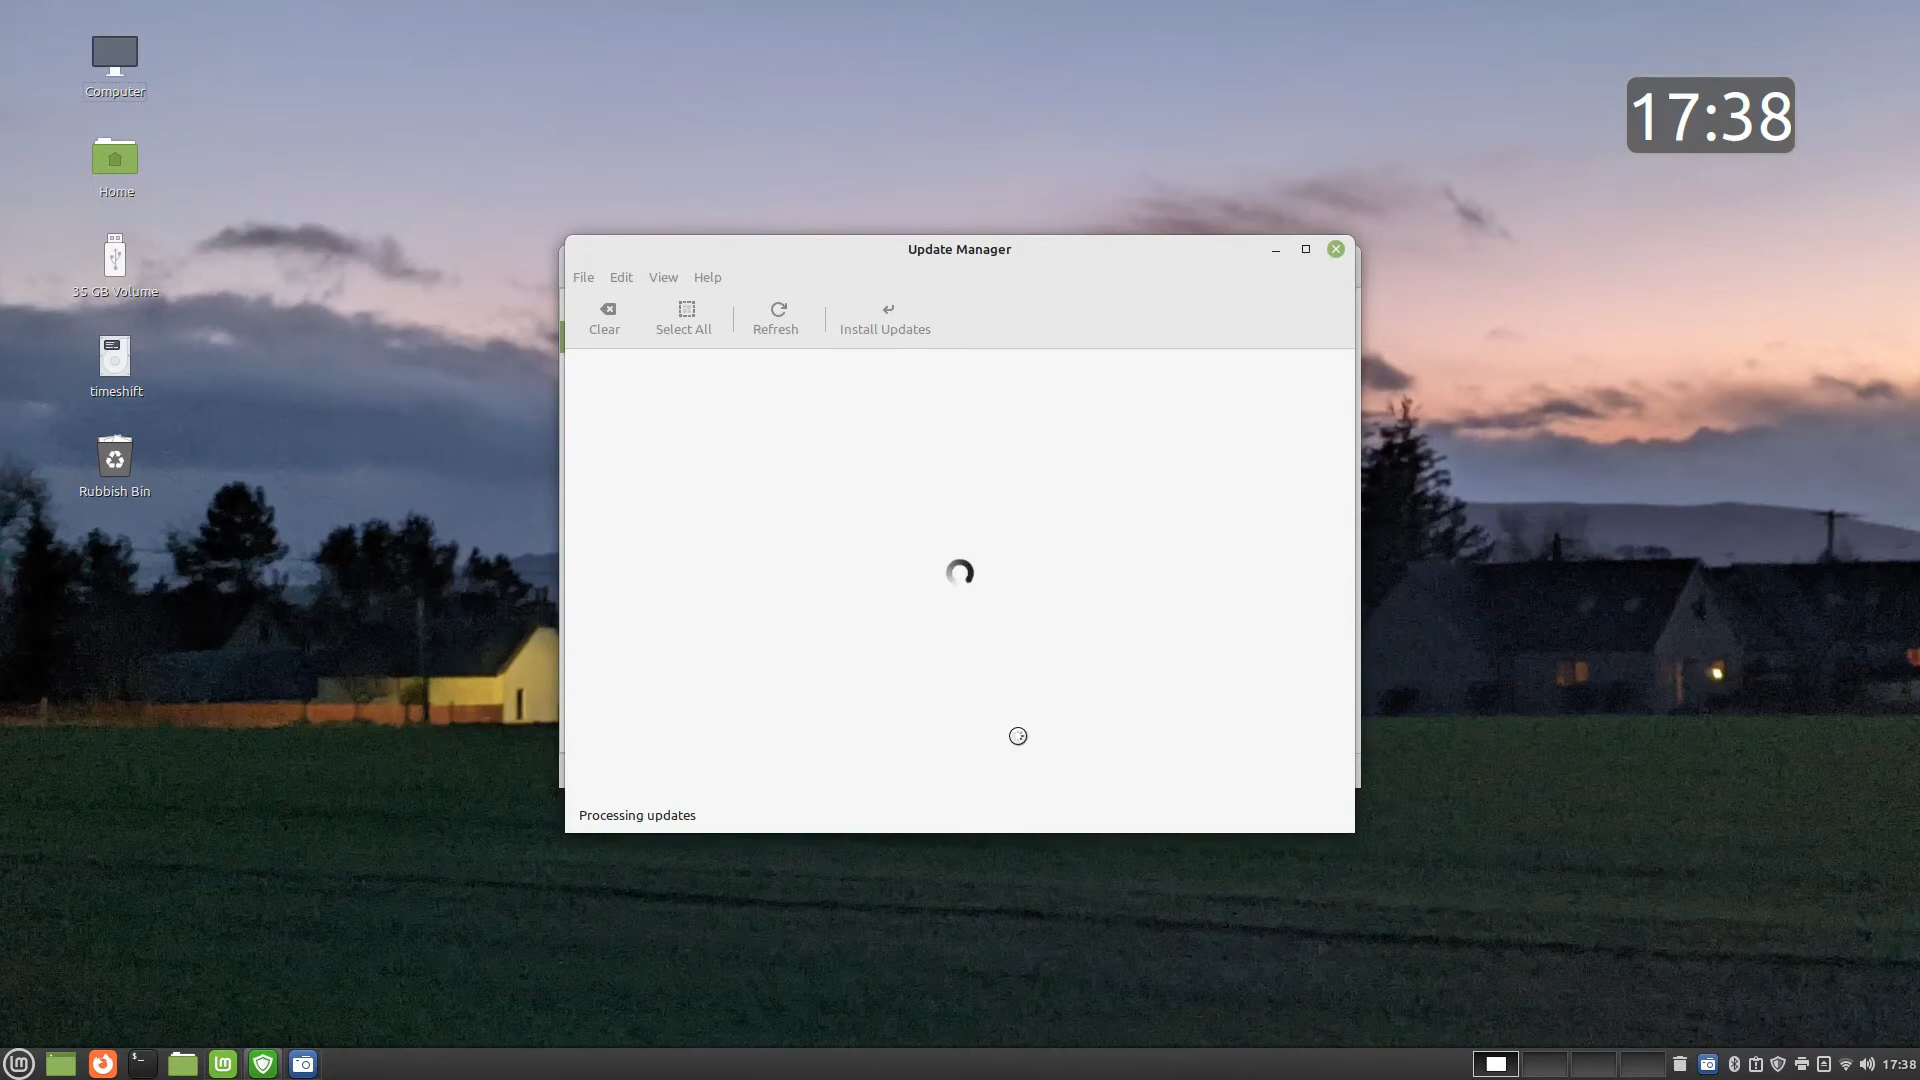 Computer
Home
35 GB Volume
timeshift
Rubbish Bin
17:38
Update Manager
File Edit View Help
Clear Select All Refresh Install Updates
Processing updates
17:38